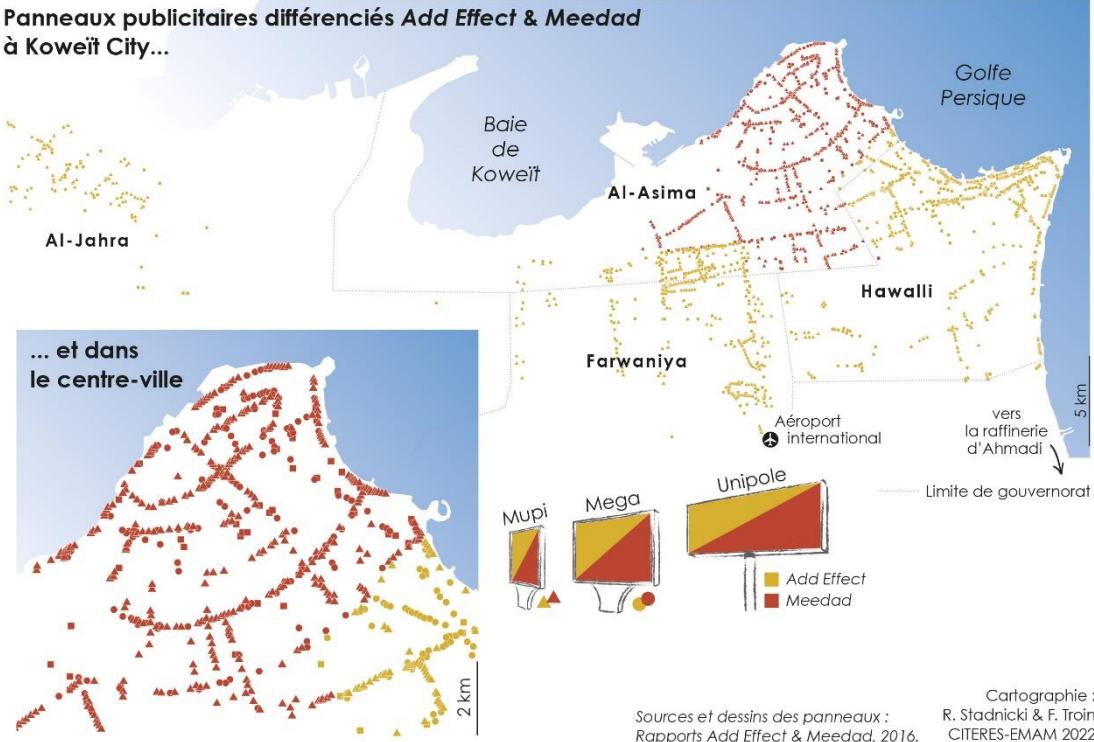 Panneaux publicitaires différenciés Add Effect & Meedad
à Koweït City...
Golfe
Persique
Baie
de
Koweït
Al-Asima
Al-Jahra
Hawalli
Farwaniya
... et dans
le centre-ville
5 km
Aéroport
international
vers
la raffinerie
d'Ahmadi
Limite de gouvernorat
Mupi
Mega
Unipole
Add Effect
Meedad
2 km
Sources et dessins des panneaux :
Rapports Add Effect & Meedad, 2016.
Cartographie :
R. Stadnicki & F. Troin
CITERES-EMAM 2022